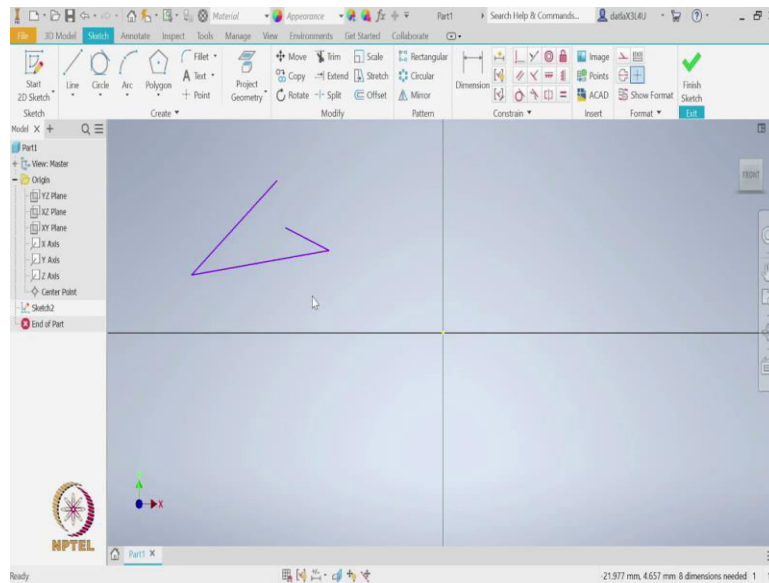 Material Appearance Part1 Search Help & Commands... datlaX3L4U
File 3D Model Sketch Annotate Inspect Tools Manage View Environments Get Started Collaborate
Start 2D Sketch
Line Circle Arc Polygon
Fillet
Text
Point
Project Geometry
Move Trim Scale
Copy Extend Stretch
Rotate Split Offset
Rectangular
Circular
Mirror
Dimension
Image
Points
ACAD
Show Format
Finish Sketch
Sketch Create Modify Pattern Constrain Insert Format Exit
Model
Part1
View: Master
Origin
YZ Plane
XZ Plane
XY Plane
X Axis
Y Axis
Z Axis
Center Point
Sketch2
End of Part
FRONT
X
NPTEL
Part1
Ready
-21.977 mm, 4.657 mm 8 dimensions needed 1